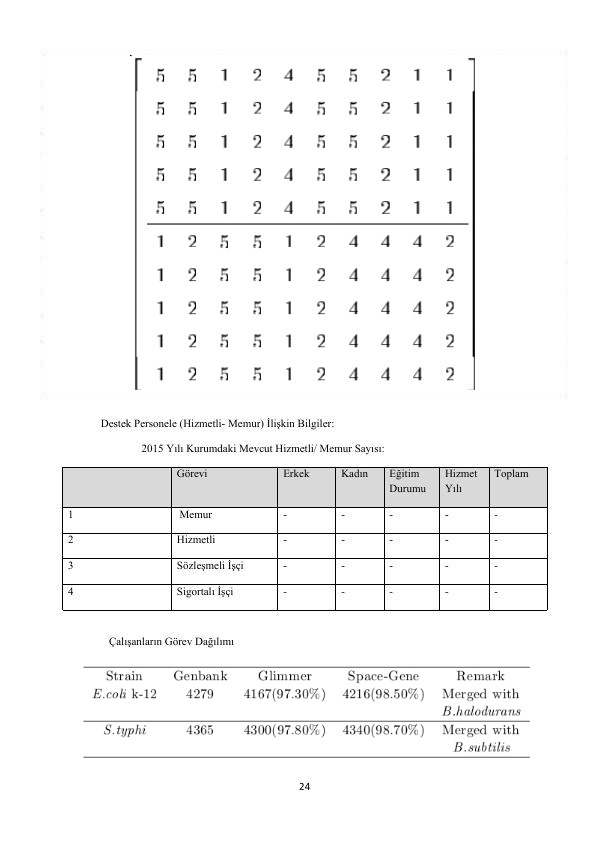 5 5 1 2 4 5 5 2 1 1
5 5 1 2 4 5 5 2 1 1
5 5 1 2 4 5 5 2 1 1
5 5 1 2 4 5 5 2 1 1
5 5 1 2 4 5 5 2 1 1
1 2 5 5 1 2 4 4 4 2
1 2 5 5 1 2 4 4 4 2
1 2 5 5 1 2 4 4 4 2
1 2 5 5 1 2 4 4 4 2
1 2 5 5 1 2 4 4 4 2
Destek Personele (Hizmetli- Memur) İlişkin Bilgiler:
2015 Yılı Kurumdaki Mevcut Hizmetli/ Memur Sayısı:
Görevi Erkek Kadın Eğitim Hizmet Toplam
Durumu Yılı
1 Memur - - - - -
2 Hizmetli - - - - -
3 Sözleşmeli İşçi - - - - -
4 Sigortalı İşçi - - - - -
Çalışanların Görev Dağılımı
Strain Genbank Glimmer Space-Gene Remark
E.coli k-12 4279 4167(97.30%) 4216(98.50%) Merged with
B.halodurans
S.typhi 4365 4300(97.80%) 4340(98.70%) Merged with
B.subtilis
24